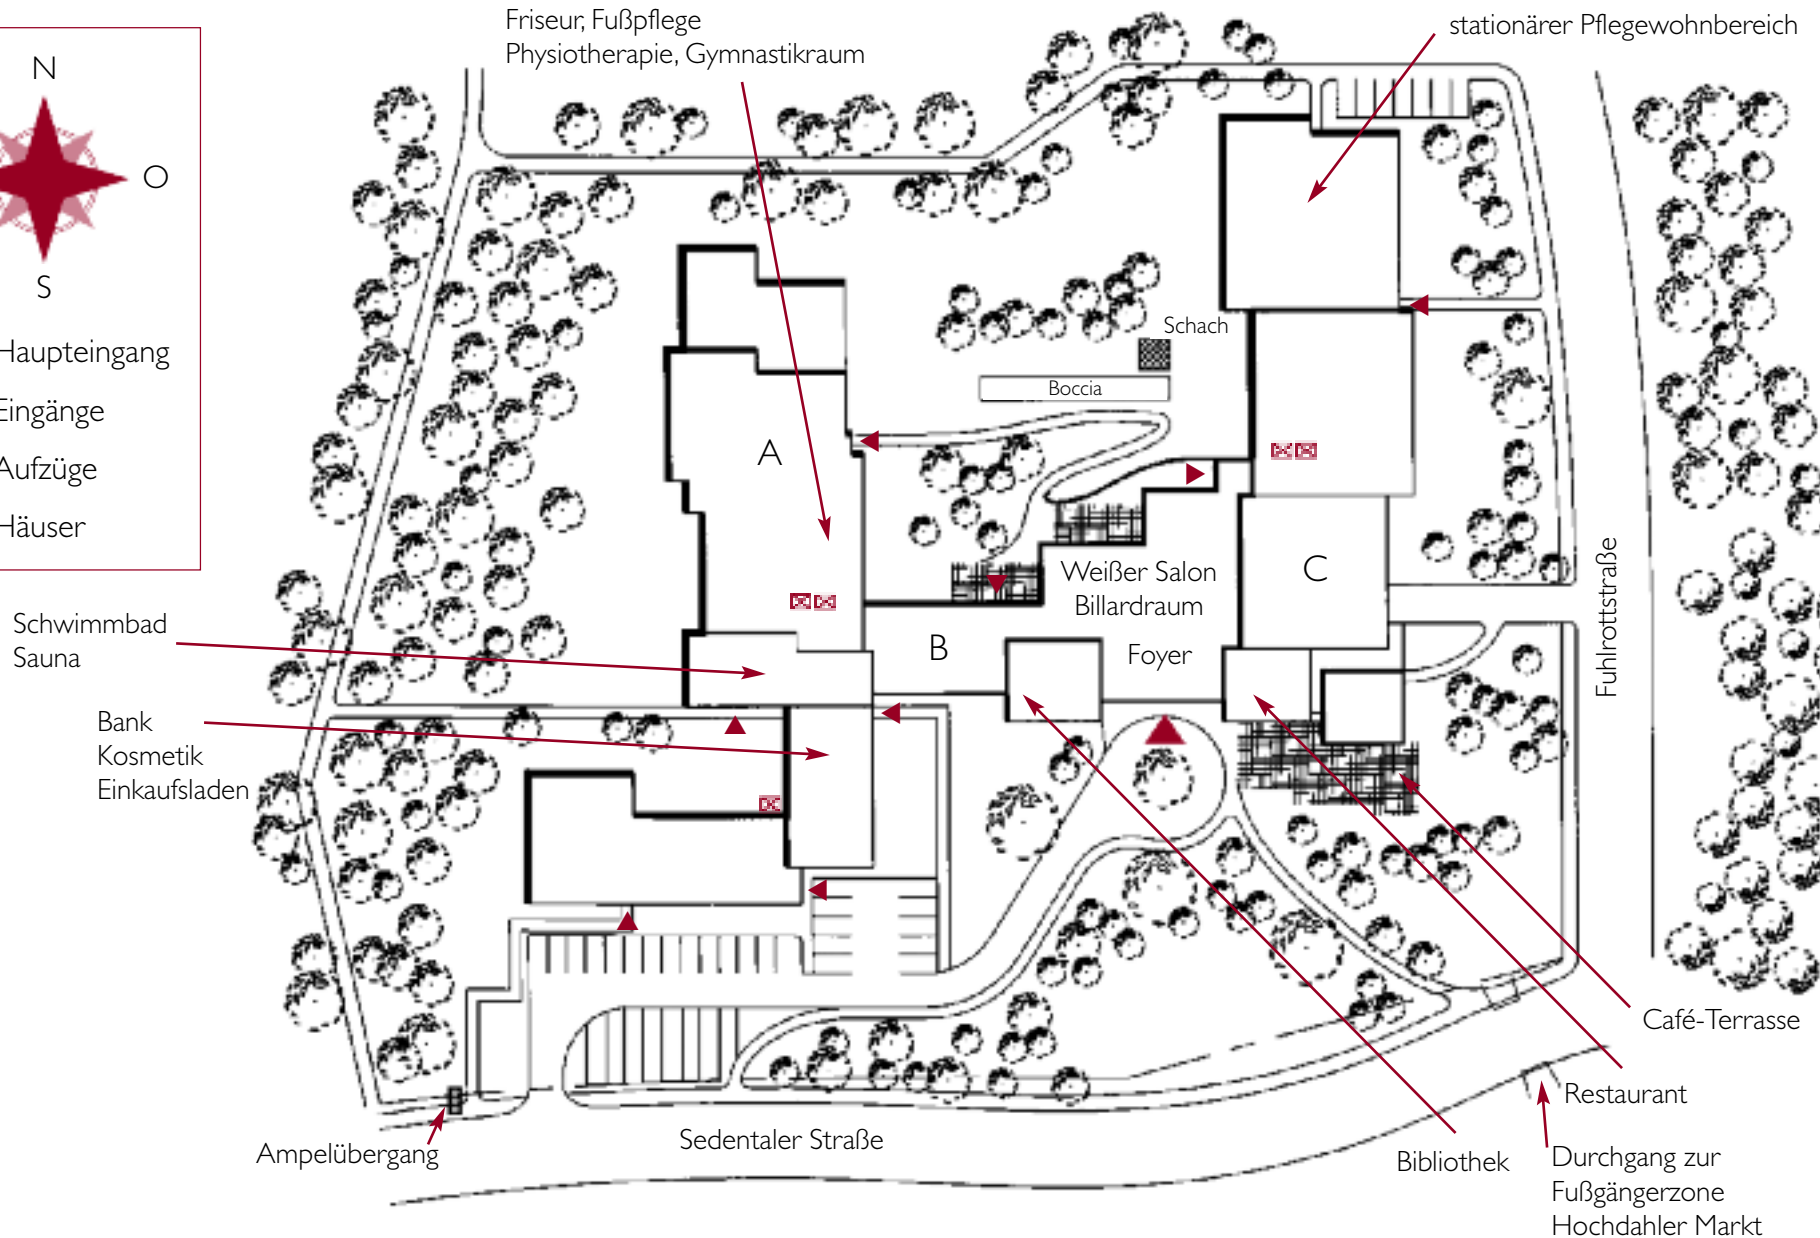 Friseur, Fußpflege
Physiotherapie, Gymnastikraum
stationärer Pflegewohnbereich
N
O
S
Haupteingang
Eingänge
Aufzüge
Häuser
Schach
Boccia
A
Weißer Salon
Billardraum
C
B
Foyer
Fuhlrottstraße
Schwimmbad
Sauna
Bank
Kosmetik
Einkaufsladen
Café-Terrasse
Restaurant
Ampelübergang
Sedentaler Straße
Bibliothek
Durchgang zur
Fußgängerzone
Hochdahler Markt